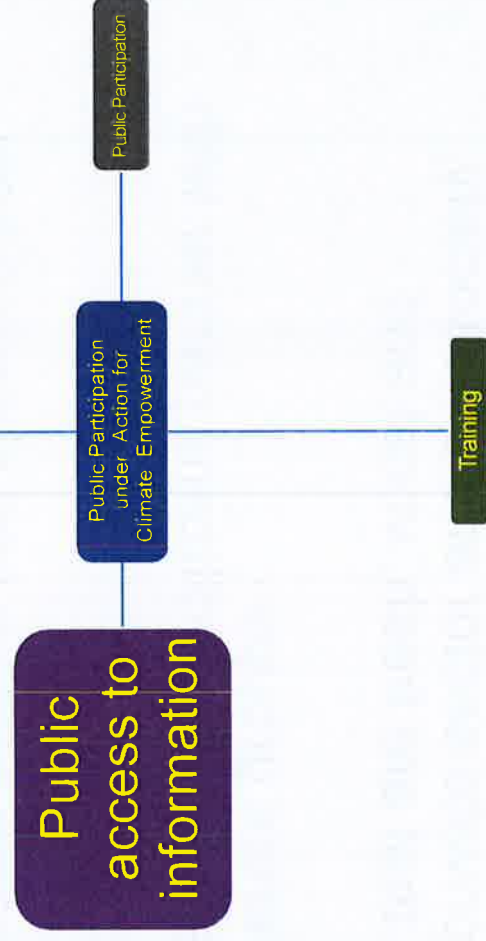 Public
access to
information
Public Participation
under Action for
Climate Empowerment
Public Participation
Training